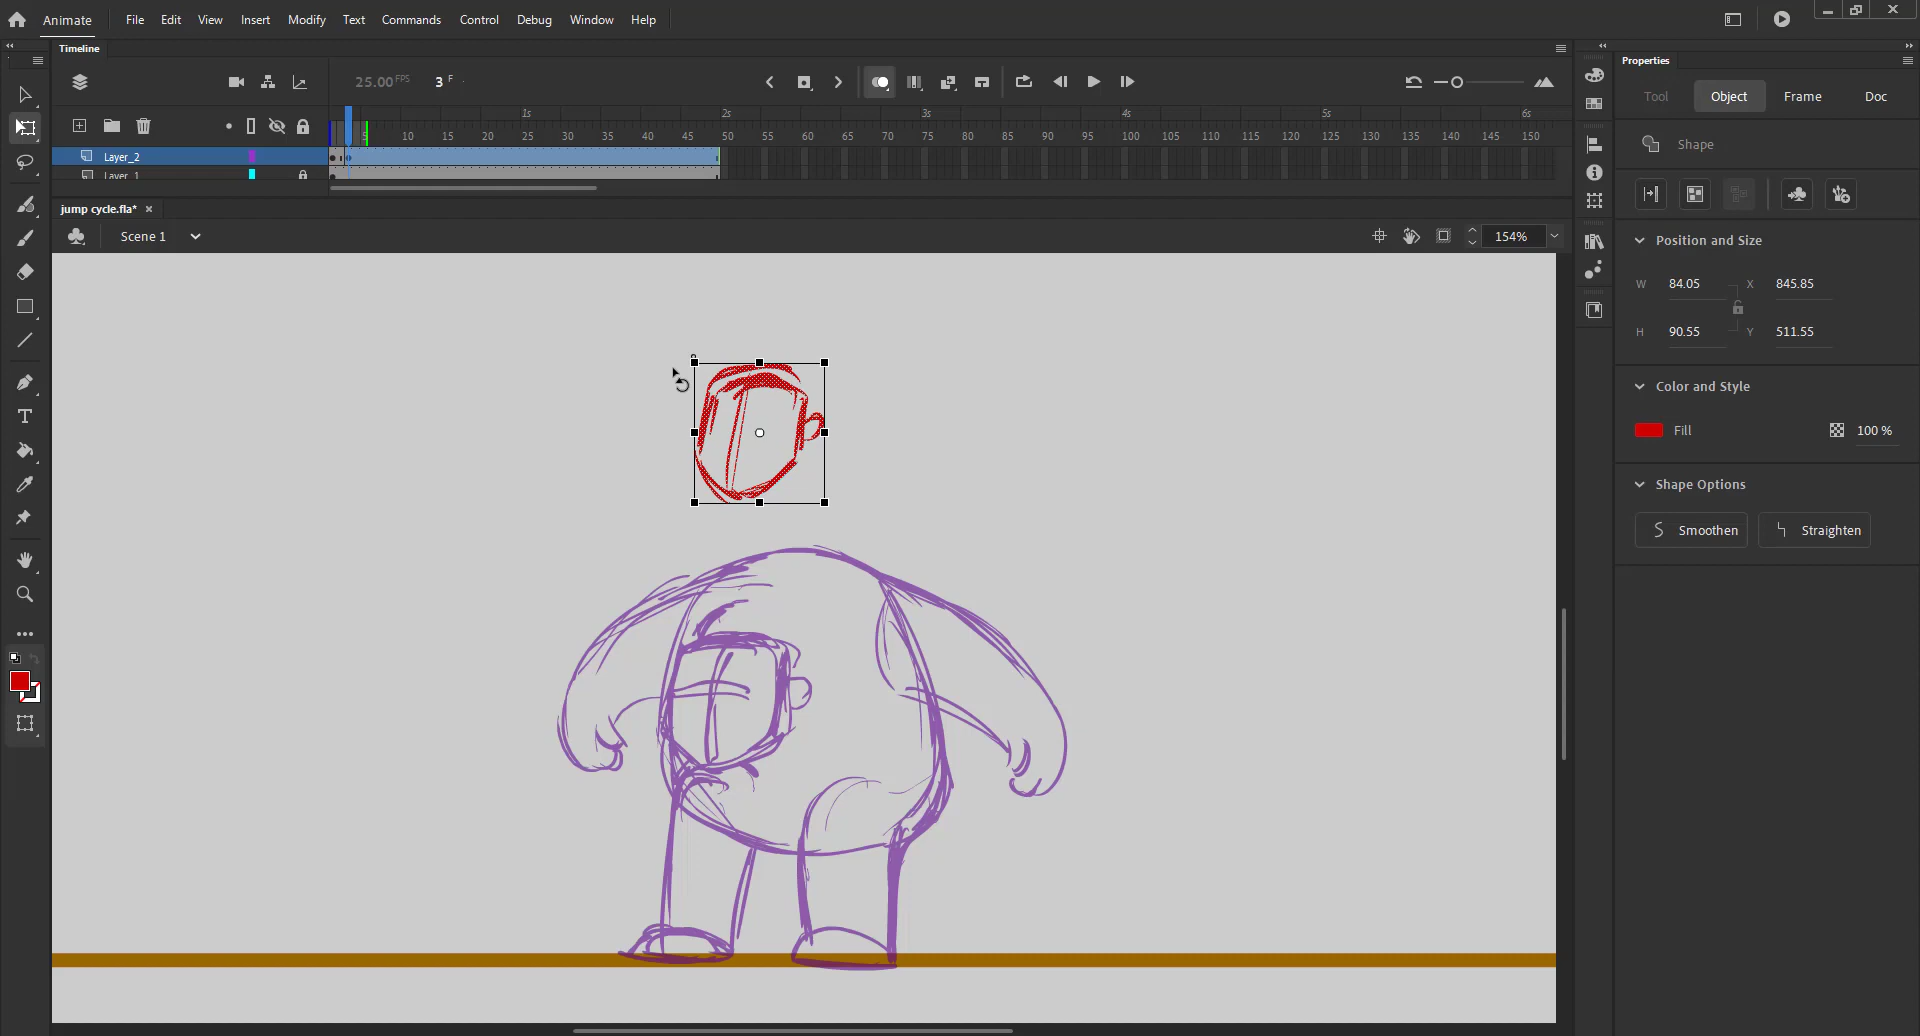 Animate File Edit View Insert Modify Text Commands Control Debug Window Help
Timeline
Properties
25.00 FPS 3 F
Tool Object Frame Doc
1s 2s 3s 4s 5s 6s
5 10 15 20 25 30 35 40 45 50 55 60 65 70 75 80 85 90 95 100 105 110 115 120 125 130 135 140 145 150
Layer_2
Layer_1
Shape
jump cycle.fla*
Scene 1
154%
Position and Size
W 84.05 X 845.85
H 90.55 Y 511.55
Color and Style
Fill 100 %
Shape Options
Smoothen Straighten